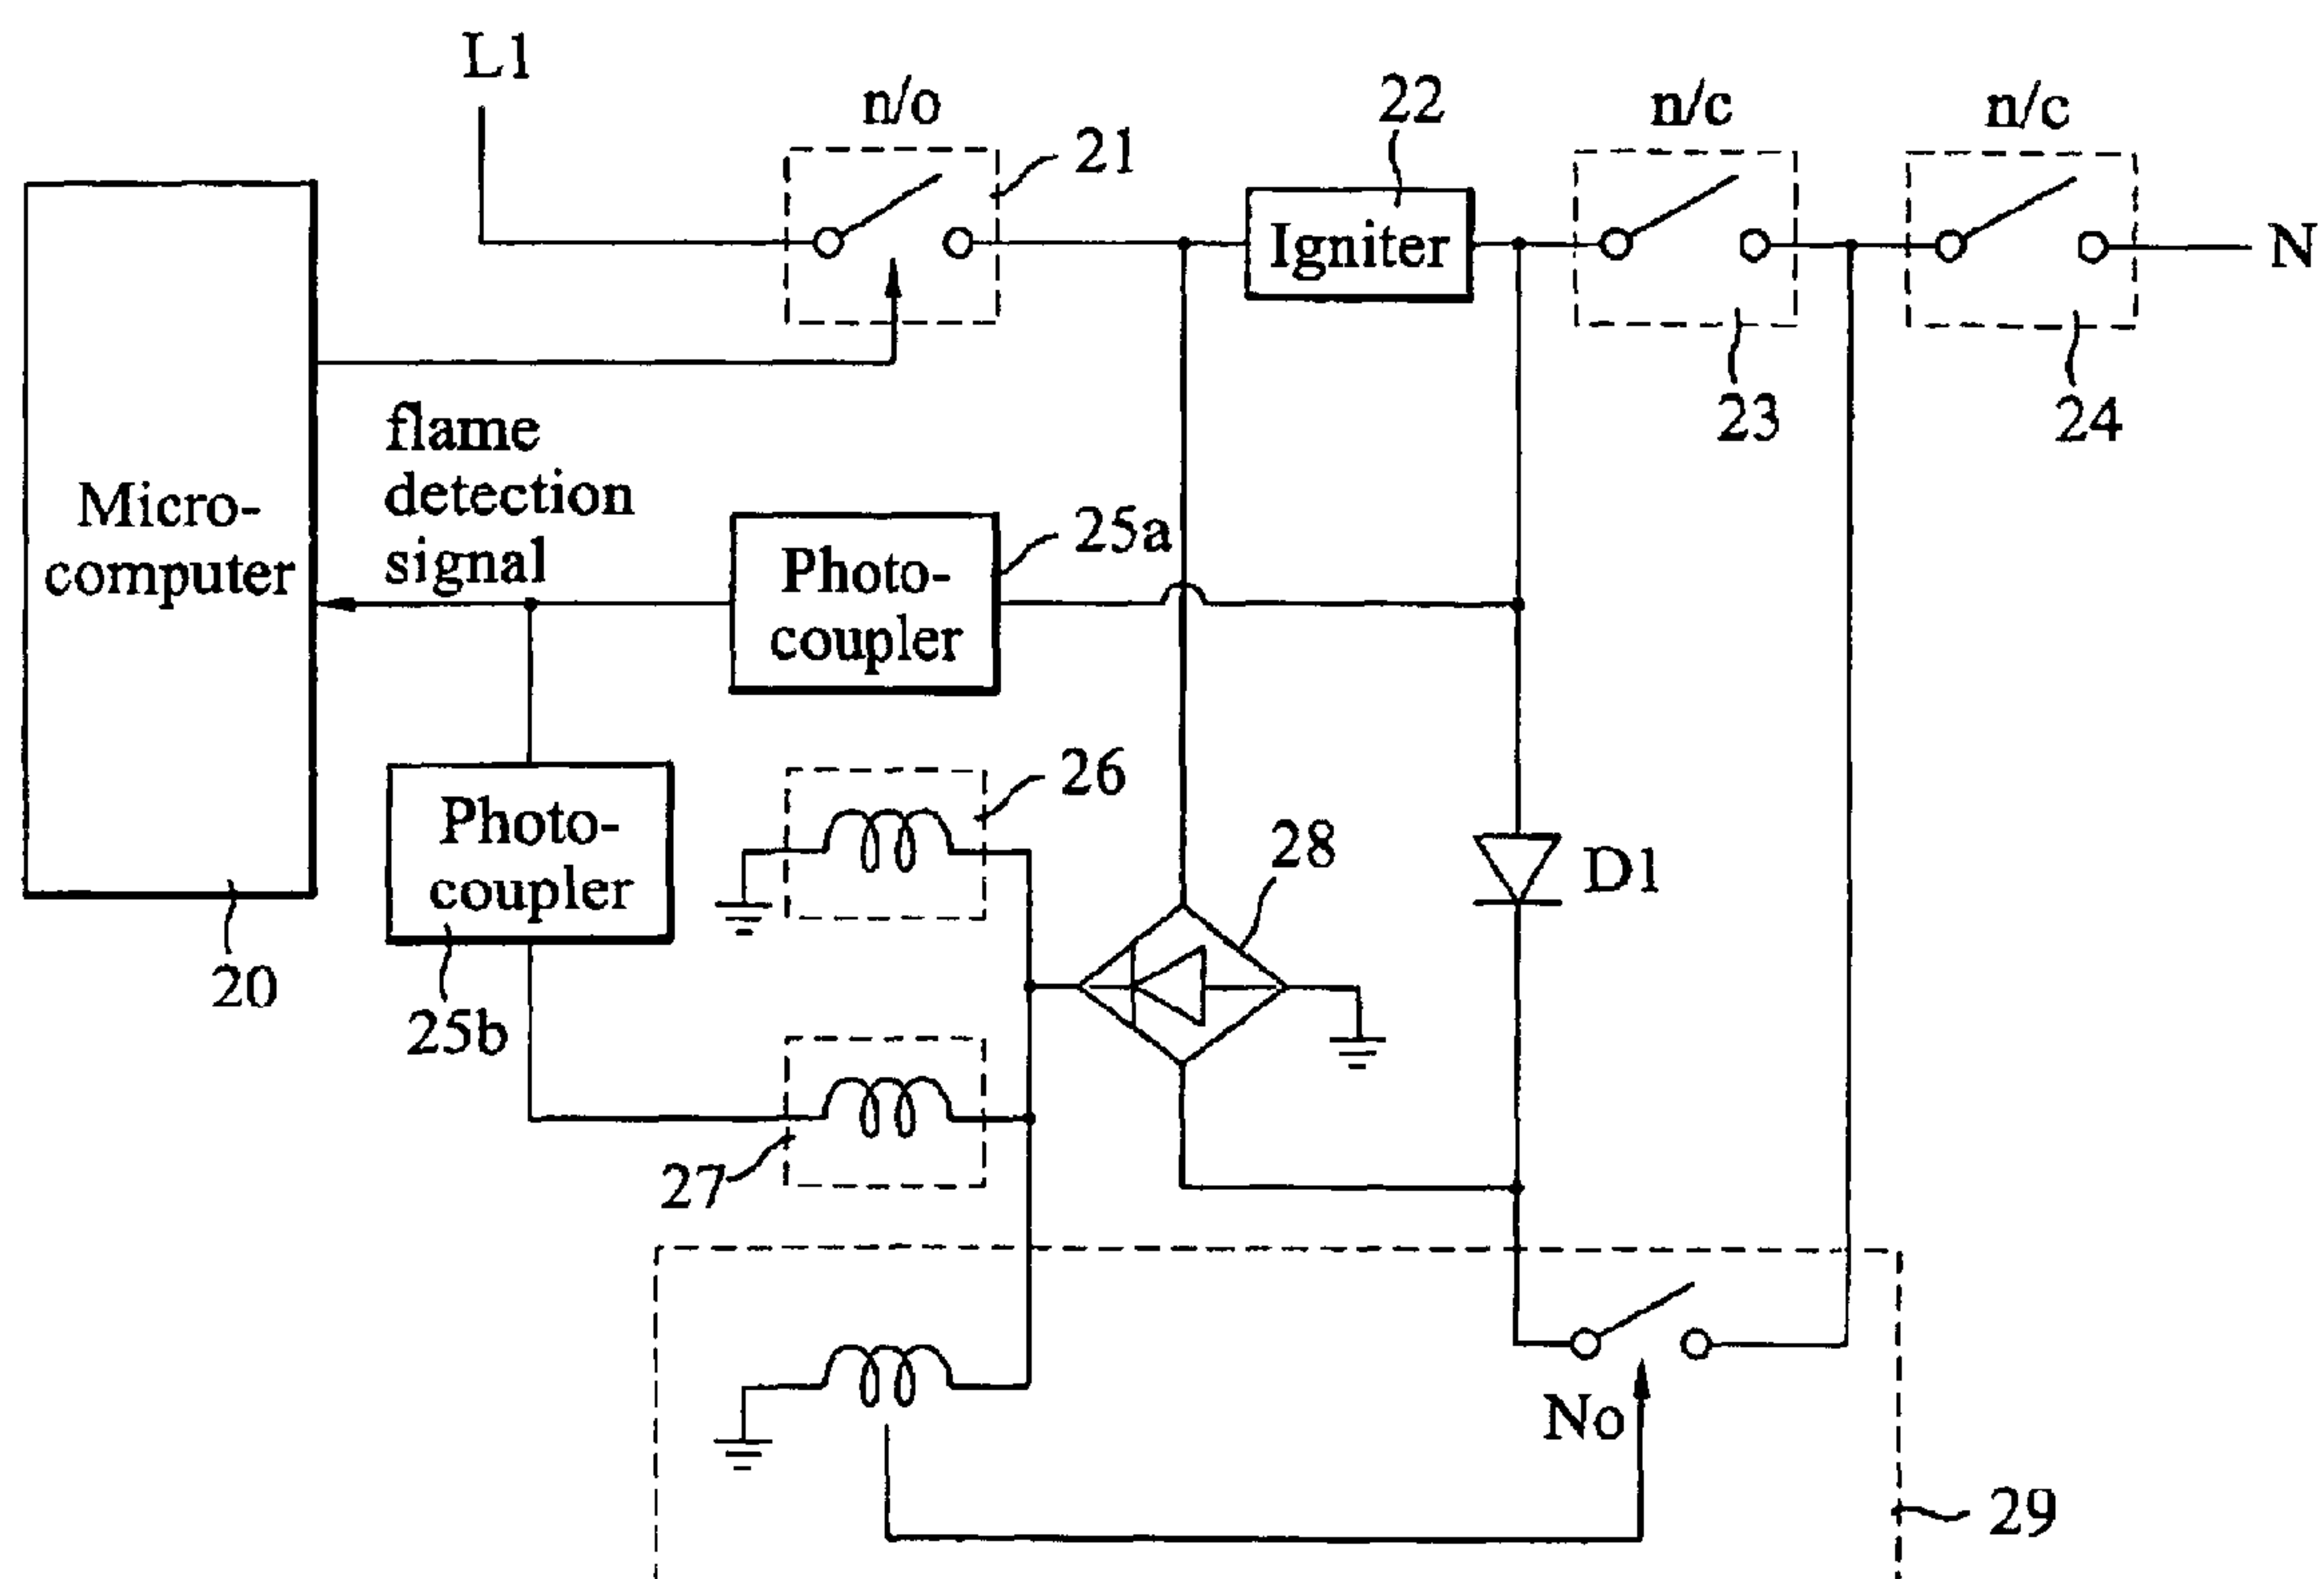 L1
n/o
21
22
n/c
n/c
Igniter
N
23
24
Micro-
computer
flame
detection
signal
Photo-
coupler
25a
Photo-
coupler
26
28
D1
20
25b
27
No
29